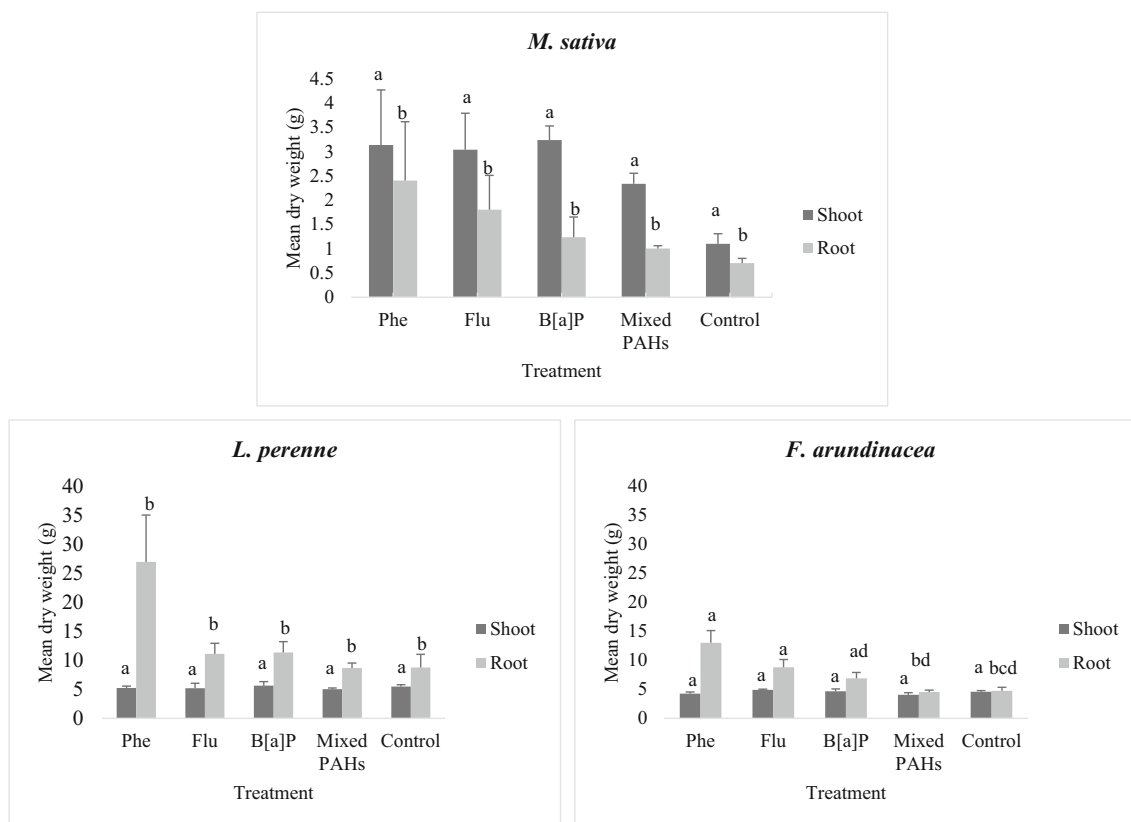 M. sativa
Mean dry weight (g)
4.5
4
3.5
3
2.5
2
1.5
1
0.5
0
a
b
a
b
a
b
a
b
a
b
Phe
Flu
B[a]P
Mixed
PAHs
Control
Treatment
Shoot
Root
L. perenne
Mean dry weight (g)
40
35
30
25
20
15
10
5
0
a
b
a
b
a
b
a
b
a
b
Phe
Flu
B[a]P
Mixed
PAHs
Control
Treatment
Shoot
Root
F. arundinacea
Mean dry weight (g)
40
35
30
25
20
15
10
5
0
a
a
a
a
a
ad
a
bd
a
bcd
Phe
Flu
B[a]P
Mixed
PAHs
Control
Treatment
Shoot
Root